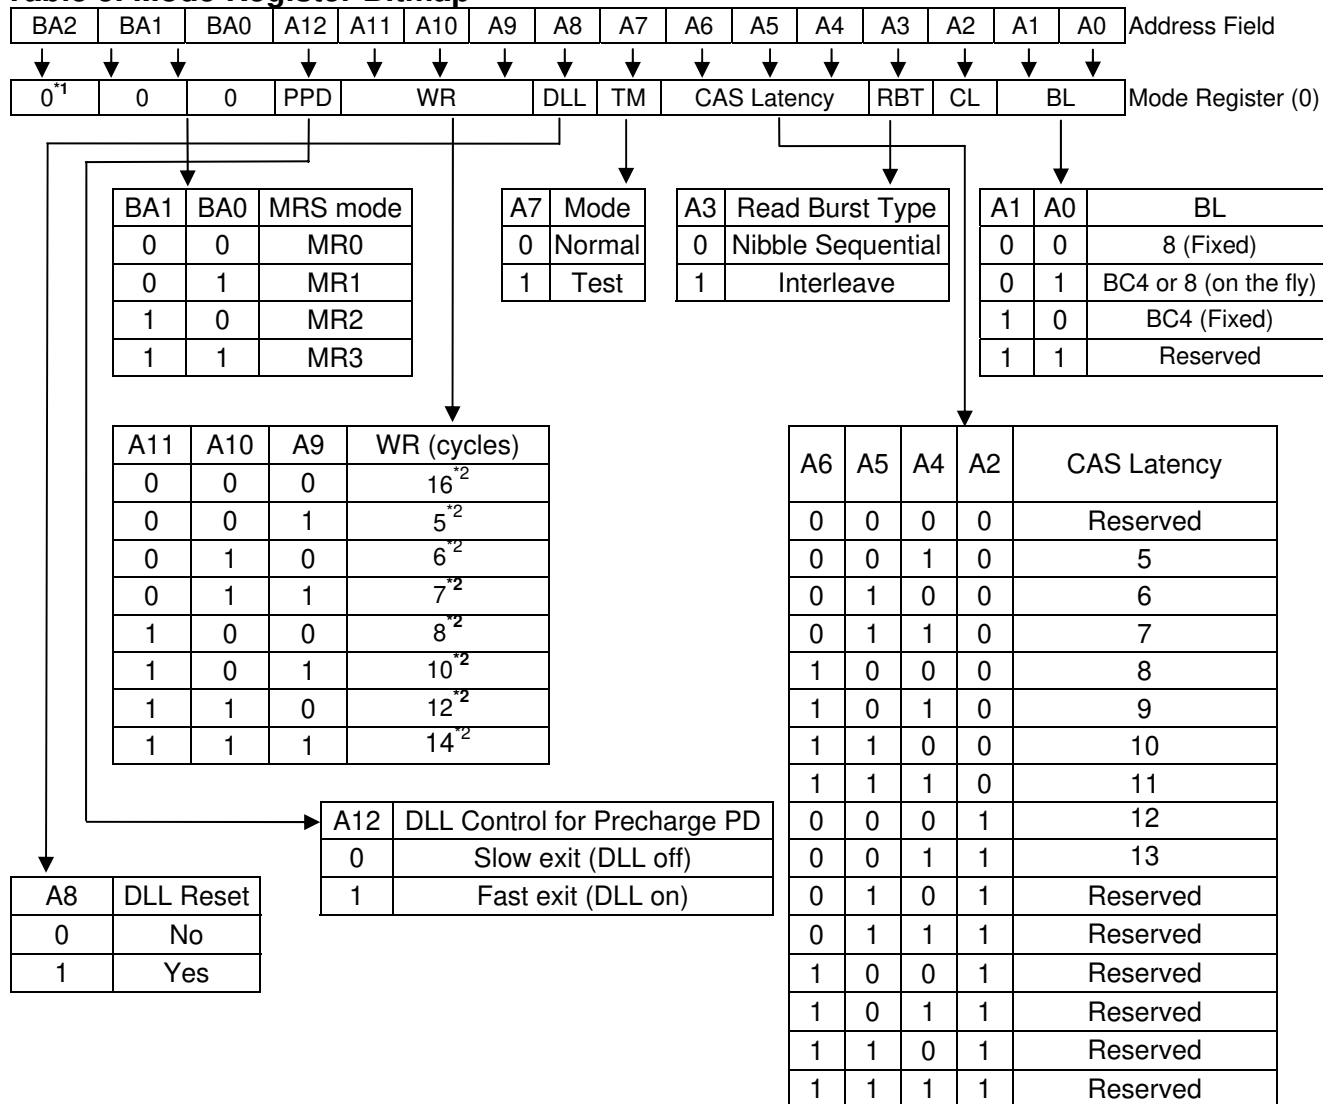 Table 3. Mode Register Bitmap
BA2 BA1 BA0 A12 A11 A10 A9 A8 A7 A6 A5 A4 A3 A2 A1 A0 Address Field
0*1 0 0 PPD WR DLL TM CAS Latency RBT CL BL Mode Register (0)
BA1 BA0 MRS mode
0 0 MR0
0 1 MR1
1 0 MR2
1 1 MR3
A7 Mode
0 Normal
1 Test
A3 Read Burst Type
0 Nibble Sequential
1 Interleave
A1 A0 BL
0 0 8 (Fixed)
0 1 BC4 or 8 (on the fly)
1 0 BC4 (Fixed)
1 1 Reserved
A11 A10 A9 WR (cycles)
0 0 0 16*2
0 0 1 5*2
0 1 0 6*2
0 1 1 7*2
1 0 0 8*2
1 0 1 10*2
1 1 0 12*2
1 1 1 14*2
A6 A5 A4 A2 CAS Latency
0 0 0 0 Reserved
0 0 1 0 5
0 1 0 0 6
0 1 1 0 7
1 0 0 0 8
1 0 1 0 9
1 1 0 0 10
1 1 1 0 11
0 0 0 1 12
0 0 1 1 13
0 1 0 1 Reserved
0 1 1 1 Reserved
1 0 0 1 Reserved
1 0 1 1 Reserved
1 1 0 1 Reserved
1 1 1 1 Reserved
A12 DLL Control for Precharge PD
0 Slow exit (DLL off)
1 Fast exit (DLL on)
A8 DLL Reset
0 No
1 Yes